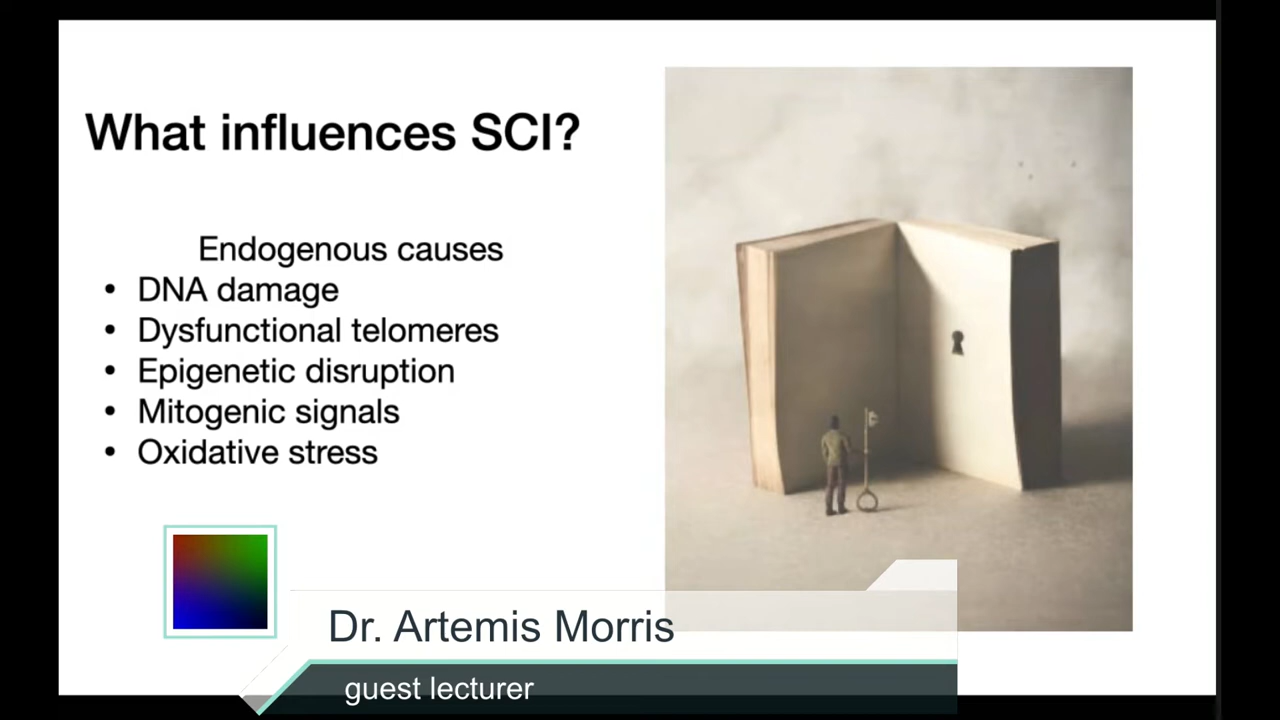 What influences SCI?
Endogenous causes
• DNA damage
• Dysfunctional telomeres
• Epigenetic disruption
• Mitogenic signals
• Oxidative stress
Dr. Artemis Morris
guest lecturer